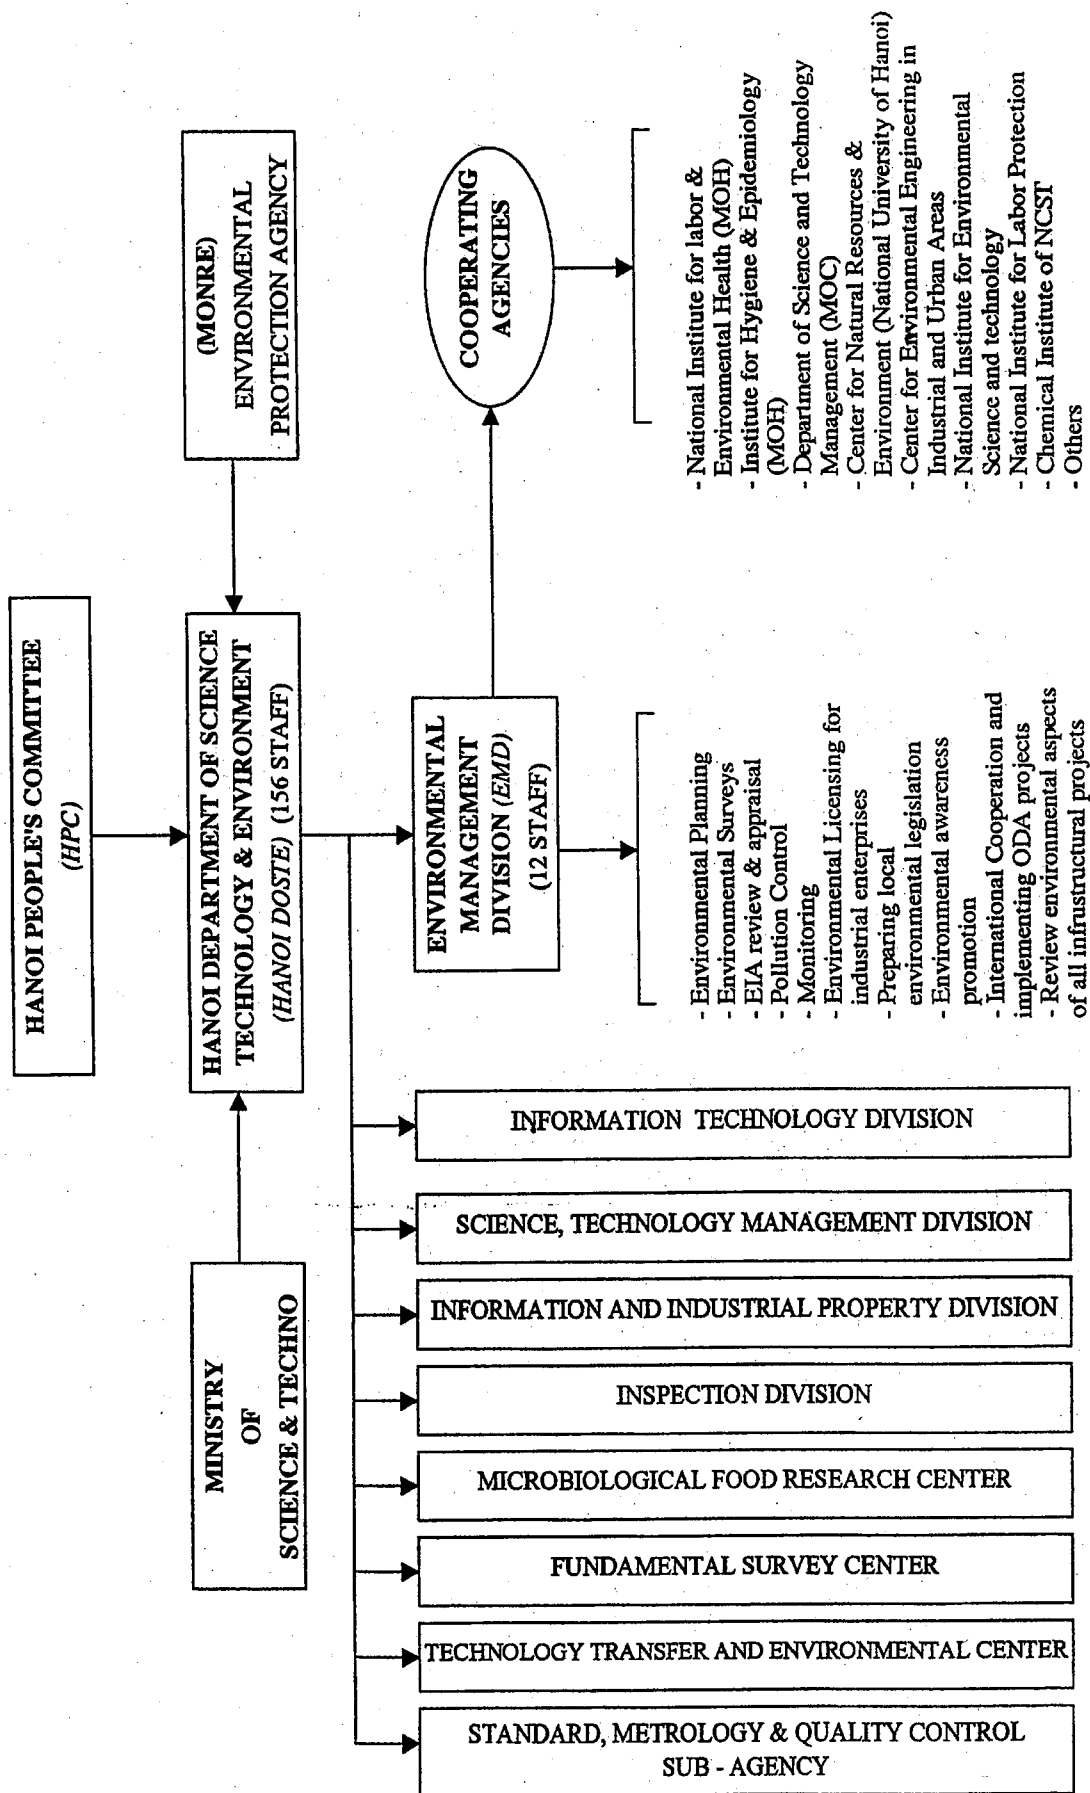 HANOI PEOPLE'S COMMITTEE
(HPC)
MINISTRY
OF
SCIENCE & TECHNO
HANOI DEPARTMENT OF SCIENCE
TECHNOLOGY & ENVIRONMENT
(HANOI DOSTE) (156 STAFF)
(MONRE)
ENVIRONMENTAL
PROTECTION AGENCY
STANDARD, METROLOGY & QUALITY CONTROL
SUB - AGENCY
TECHNOLOGY TRANSFER AND ENVIRONMENTAL CENTER
FUNDAMENTAL SURVEY CENTER
MICROBIOLOGICAL FOOD RESEARCH CENTER
INSPECTION DIVISION
INFORMATION AND INDUSTRIAL PROPERTY DIVISION
SCIENCE, TECHNOLOGY MANAGEMENT DIVISION
INFORMATION TECHNOLOGY DIVISION
ENVIRONMENTAL
MANAGEMENT
DIVISION (EMD)
(12 STAFF)
COOPERATING
AGENCIES
- Environmental Planning
- Environmental Surveys
- EIA review & appraisal
- Pollution Control
- Monitoring
- Environmental Licensing for
industrial enterprises
- Preparing local
environmental legislation
- Environmental awareness
promotion
- International Cooperation and
implementing ODA projects
- Review environmental aspects
of all infrustructural projects
- National Institute for labor &
Environmental Health (MOH)
- Institute for Hygiene & Epidemiology
(MOH)
- Department of Science and Technology
Management (MOC)
- Center for Natural Resources &
Environment (National University of Hanoi)
- Center for Environmental Engineering in
Industrial and Urban Areas
- National Institute for Environmental
Science and technology
- National Institute for Labor Protection
- Chemical Institute of NCST
- Others